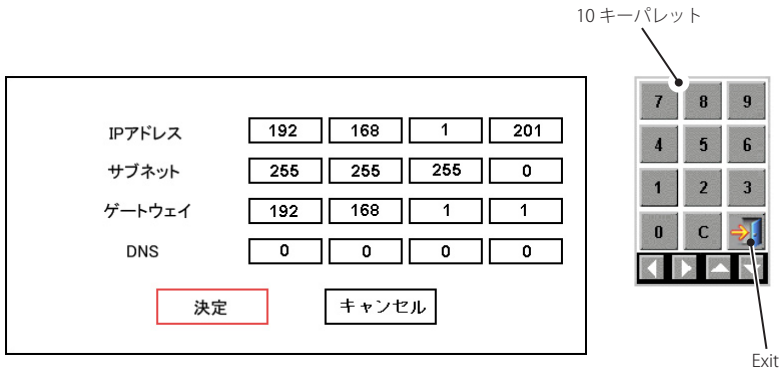 10 キーパレット
IPアドレス 192 168 1 201
サブネット 255 255 255 0
ゲートウェイ 192 168 1 1
DNS 0 0 0 0
決定 キャンセル
7 8 9
4 5 6
1 2 3
0 C
Exit